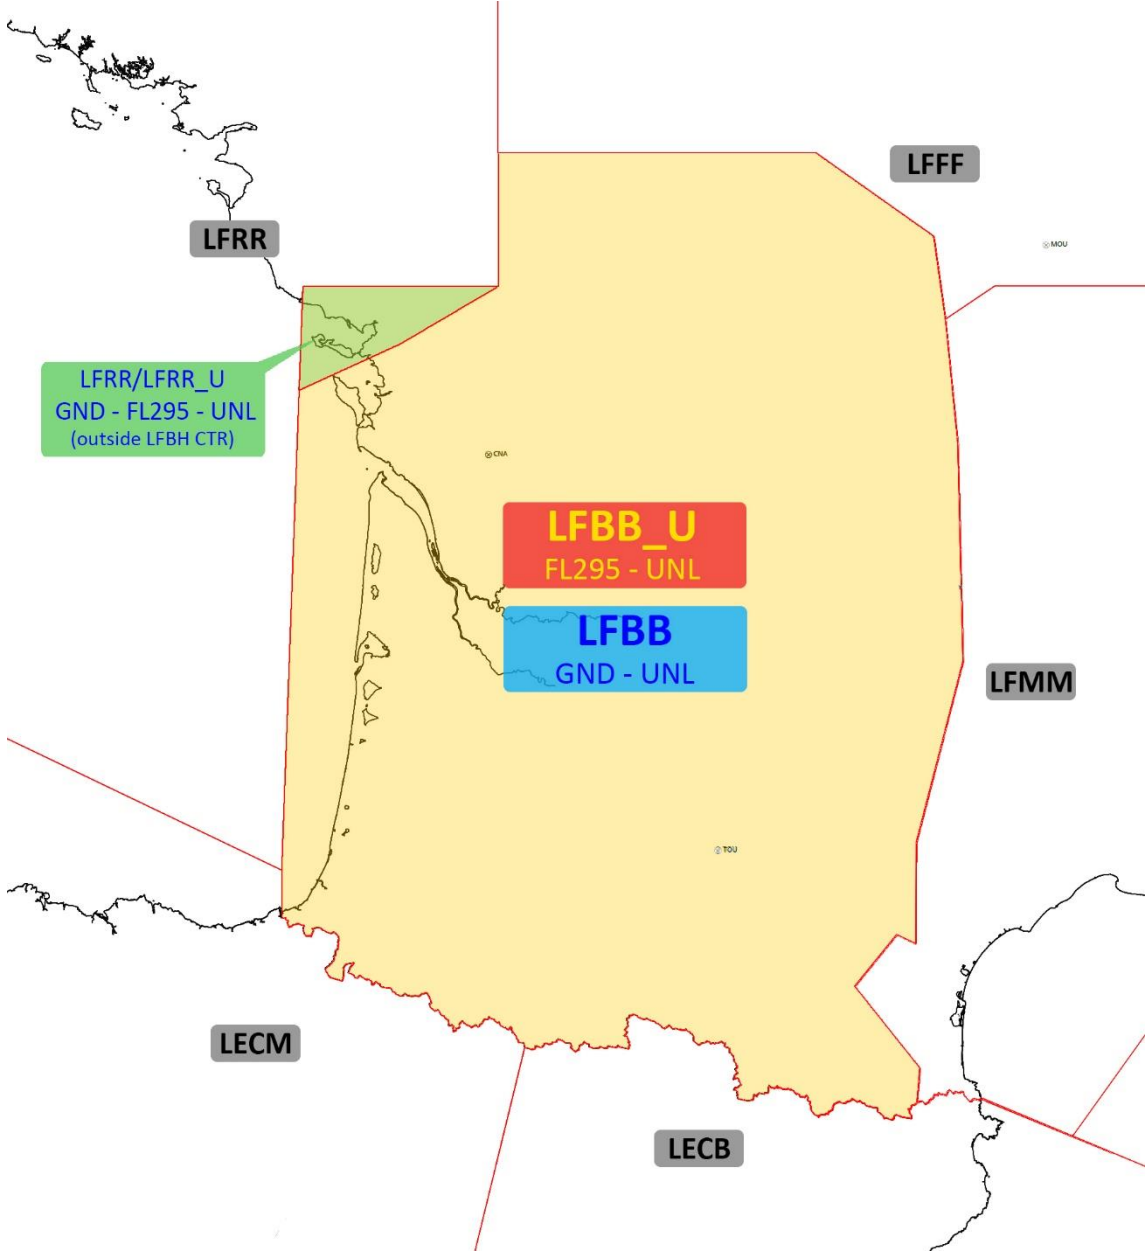 LFFF
LFRR
MOU
LFRR/LFRR_U
GND - FL295 - UNL
(outside LFBH CTR)
CNA
LFBB_U
FL295 - UNL
LFBB
GND - UNL
LFMM
TOU
LECM
LECB